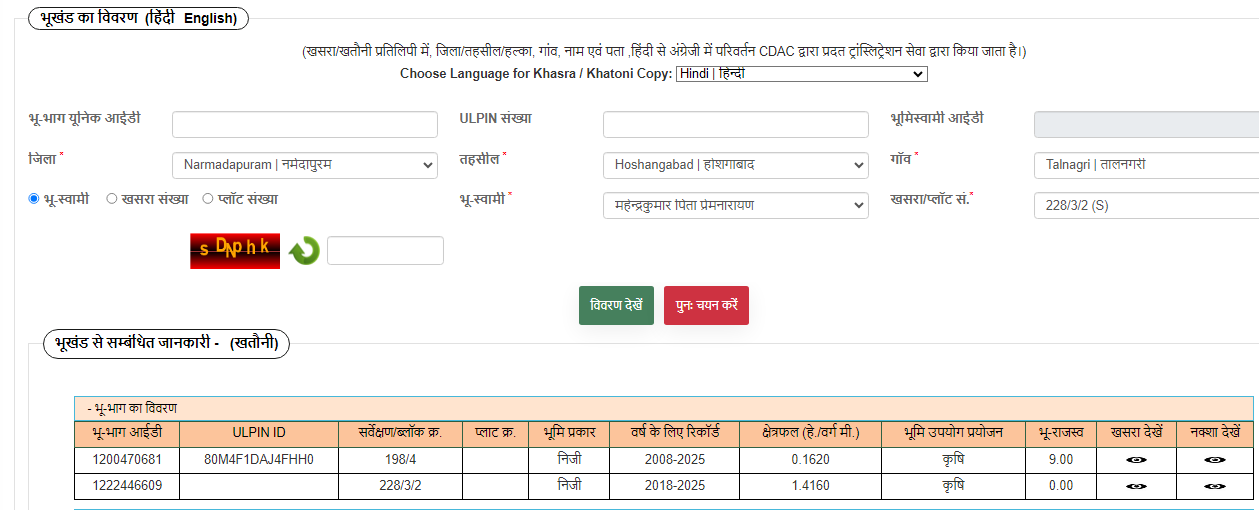 भूखंड का विवरण (हिंदी English)
(खसरा/खतौनी प्रतिलिपी में, जिला/तहसील/हल्का, गांव, नाम एवं पता ,हिंदी से अंग्रेजी में परिवर्तन CDAC द्वारा प्रदत ट्रांस्लिट्रेशन सेवा द्वारा किया जाता है।)
Choose Language for Khasra / Khatoni Copy: Hindi | हिन्दी
भू-भाग यूनिक आईडी ULPIN संख्या भूमिस्वामी आईडी
जिला * Narmadapuram | नर्मदापुरम तहसील * Hoshangabad | होशंगाबाद गाँव * Talnagri | तालनगरी
भू-स्वामी खसरा संख्या प्लॉट संख्या भू-स्वामी * महेन्द्रकुमार पिता प्रेमनारायण खसरा/प्लॉट सं.* 228/3/2 (S)
s D N p h k
विवरण देखें पुनः चयन करें
भूखंड से सम्बंधित जानकारी - (खतौनी)
- भू-भाग का विवरण
भू-भाग आईडी ULPIN ID सर्वेक्षण/ब्लॉक क्र. प्लाट क्र. भूमि प्रकार वर्ष के लिए रिकॉर्ड क्षेत्रफल (हे./वर्ग मी.) भूमि उपयोग प्रयोजन भू-राजस्व खसरा देखें नक्शा देखें
1200470681 80M4F1DAJ4FHH0 198/4 निजी 2008-2025 0.1620 कृषि 9.00
1222446609 228/3/2 निजी 2018-2025 1.4160 कृषि 0.00